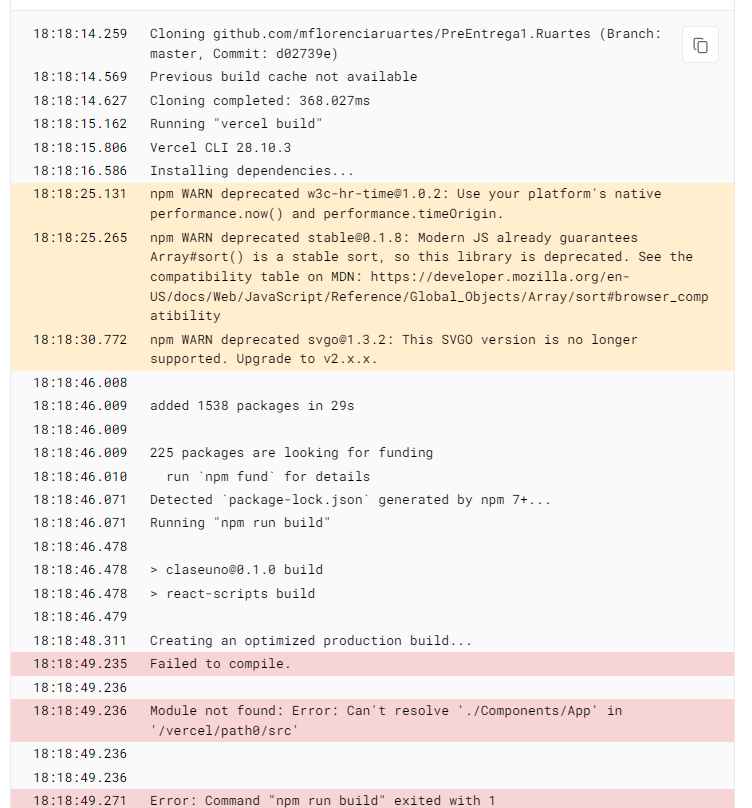 18:18:14.259 Cloning github.com/mflorenciaruartes/PreEntrega1.Ruartes (Branch:
master, Commit: d02739e)
18:18:14.569 Previous build cache not available
18:18:14.627 Cloning completed: 368.027ms
18:18:15.162 Running "vercel build"
18:18:15.806 Vercel CLI 28.10.3
18:18:16.586 Installing dependencies...
18:18:25.131 npm WARN deprecated w3c-hr-time@1.0.2: Use your platform's native
performance.now() and performance.timeOrigin.
18:18:25.265 npm WARN deprecated stable@0.1.8: Modern JS already guarantees
Array#sort() is a stable sort, so this library is deprecated. See the
compatibility table on MDN: https://developer.mozilla.org/en-
US/docs/Web/JavaScript/Reference/Global_Objects/Array/sort#browser_comp
atibility
18:18:30.772 npm WARN deprecated svgo@1.3.2: This SVGO version is no longer
supported. Upgrade to v2.x.x.
18:18:46.008
18:18:46.009 added 1538 packages in 29s
18:18:46.009
18:18:46.009 225 packages are looking for funding
18:18:46.010 run `npm fund` for details
18:18:46.071 Detected `package-lock.json` generated by npm 7+...
18:18:46.071 Running "npm run build"
18:18:46.478
18:18:46.478 > claseuno@0.1.0 build
18:18:46.478 > react-scripts build
18:18:46.479
18:18:48.311 Creating an optimized production build...
18:18:49.235 Failed to compile.
18:18:49.236
18:18:49.236 Module not found: Error: Can't resolve './Components/App' in
'/vercel/path0/src'
18:18:49.236
18:18:49.236
18:18:49.271 Error: Command "npm run build" exited with 1